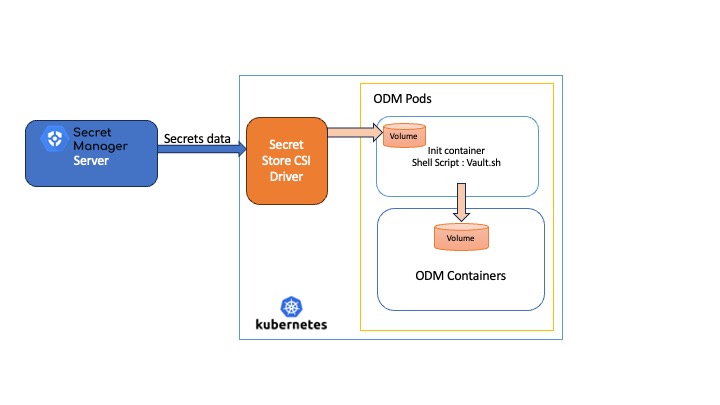 Secret
Manager
Server
Secrets data
Secret
Store CSI
Driver
ODM Pods
Volume
Init container
Shell Script : Vault.sh
Volume
ODM Containers
kubernetes